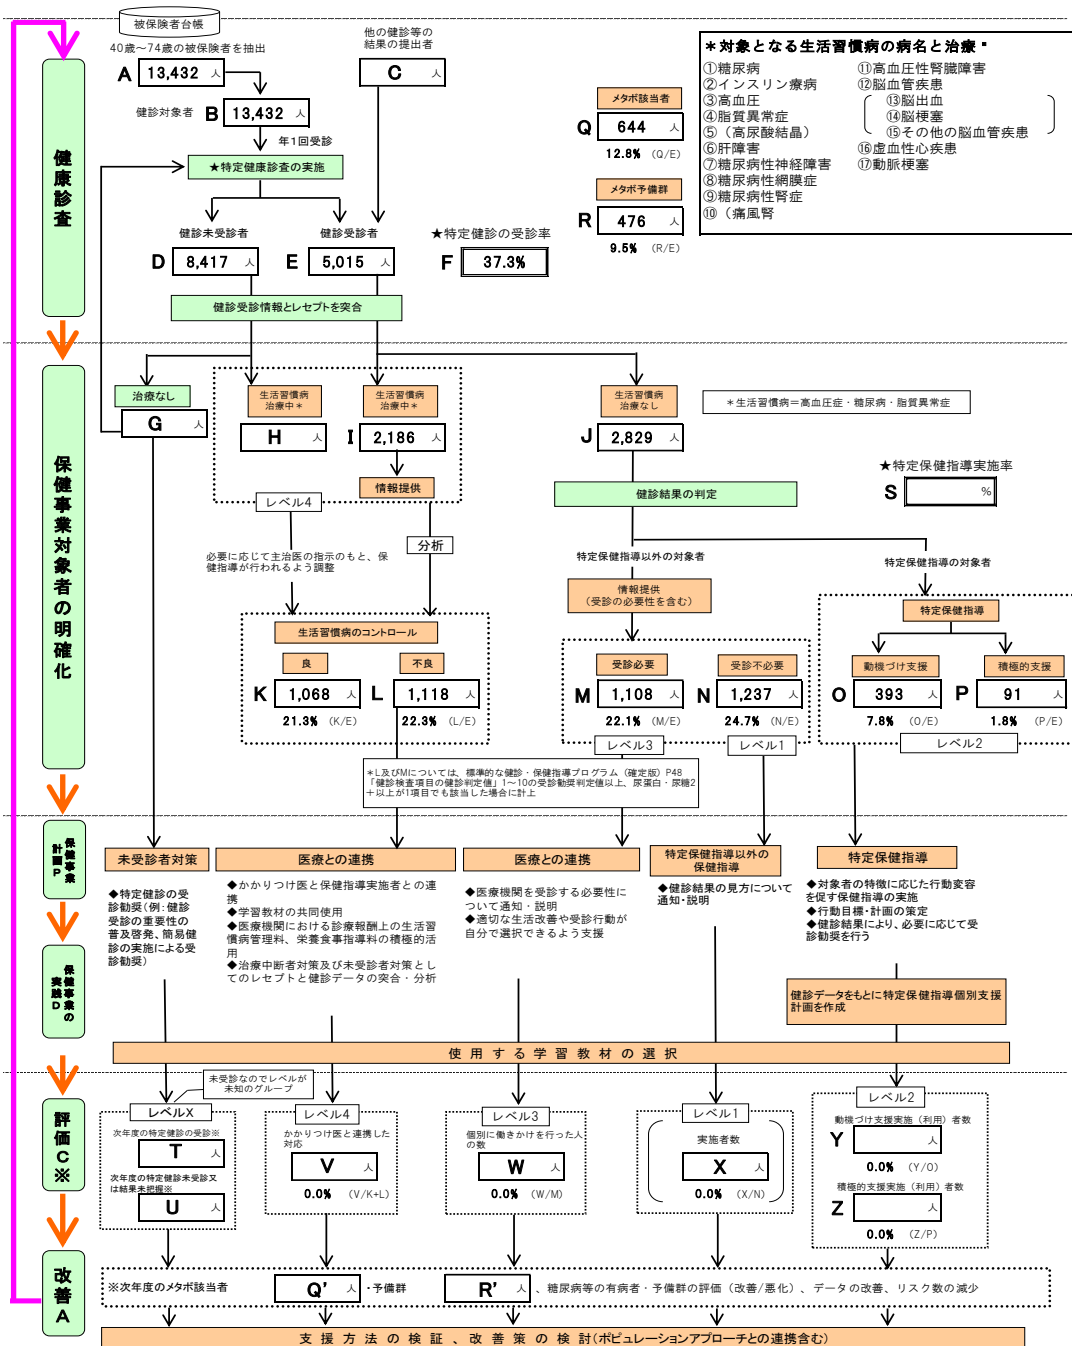 被保険者台帳
40歳～74歳の被保険者を抽出
A 13,432 人
他の健診等の
結果の提出者
C 人
健診対象者 B 13,432 人
年1回受診
★特定健康診査の実施
健康診査
健診未受診者
D 8,417 人
健診受診者
E 5,015 人
★特定健診の受診率
F 37.3%
メタボ該当者
Q 644 人
12.8% (Q/E)
メタボ予備群
R 476 人
9.5% (R/E)
＊対象となる生活習慣病の病名と治療
①糖尿病
②インスリン療病
③高血圧
④脂質異常症
⑤（高尿酸結晶）
⑥肝障害
⑦糖尿病性神経障害
⑧糖尿病性網膜症
⑨糖尿病性腎症
⑩（痛風腎
⑪高血圧性腎臓障害
⑫脳血管疾患
⑬脳出血
⑭脳梗塞
⑮その他の脳血管疾患
⑯虚血性心疾患
⑰動脈梗塞
健診受診情報とレセプトを突合
保健事業対象者の明確化
治療なし
G 人
生活習慣病
治療中＊
H 人
生活習慣病
治療中＊
I 2,186 人
情報提供
レベル4
生活習慣病
治療なし
J 2,829 人
＊生活習慣病＝高血圧症・糖尿病・脂質異常症
健診結果の判定
★特定保健指導実施率
S %
必要に応じて主治医の指示のもと、保
健指導が行われるよう調整
分析
特定保健指導以外の対象者
特定保健指導の対象者
情報提供
(受診の必要性を含む)
生活習慣病のコントロール
良
K 1,068 人
21.3% (K/E)
不良
L 1,118 人
22.3% (L/E)
受診必要
M 1,108 人
22.1% (M/E)
レベル3
受診不必要
N 1,237 人
24.7% (N/E)
レベル1
特定保健指導
動機づけ支援
O 393 人
7.8% (O/E)
積極的支援
P 91 人
1.8% (P/E)
レベル2
＊L及びMについては、標準的な健診・保健指導プログラム（確定版）P48
「健診検査項目の健診判定値」1～10の受診勧奨判定値以上、尿蛋白・尿糖2
＋以上が1項目でも該当した場合に計上
保健事業
計画P
未受診者対策
◆特定健診の受
診勧奨(例:健診
受診の重要性の
普及啓発、簡易健
診の実施による受
診勧奨）
医療との連携
◆かかりつけ医と保健指導実施者との連
携
◆学習教材の共同使用
◆医療機関における診療報酬上の生活習
慣病管理料、栄養食事指導料の積極的活
用
◆治療中断者対策及び未受診者対策とし
てのレセプトと健診データの突合・分析
医療との連携
◆医療機関を受診する必要性に
ついて通知・説明
◆適切な生活改善や受診行動が
自分で選択できるよう支援
特定保健指導以外の
保健指導
◆健診結果の見方について
通知・説明
特定保健指導
◆対象者の特徴に応じた行動変容
を促す保健指導の実施
◆行動目標・計画の策定
◆健診結果により、必要に応じて受
診勧奨を行う
保健事業の
実践D
健診データをもとに特定保健指導個別支援
計画を作成
使用する学習教材の選択
評価C※
未受診なのでレベルが
未知のグループ
レベルX
次年度の特定健診の受診※
T 人
次年度の特定健診未受診又
は結果未把握※
U 人
レベル4
かかりつけ医と連携した
対応
V 人
0.0% (V/K+L)
レベル3
個別に働きかけを行った人
の数
W 人
0.0% (W/M)
レベル1
実施者数
X 人
0.0% (X/N)
レベル2
動機づけ支援実施（利用）者数
Y 人
0.0% (Y/O)
積極的支援実施（利用）者数
Z 人
0.0% (Z/P)
改善A
※次年度のメタボ該当者 Q' 人 ・予備群 R' 人 、糖尿病等の有病者・予備群の評価（改善/悪化）、データの改善、リスク数の減少
支援方法の検証、改善策の検討(ポピュレーションアプローチとの連携含む)